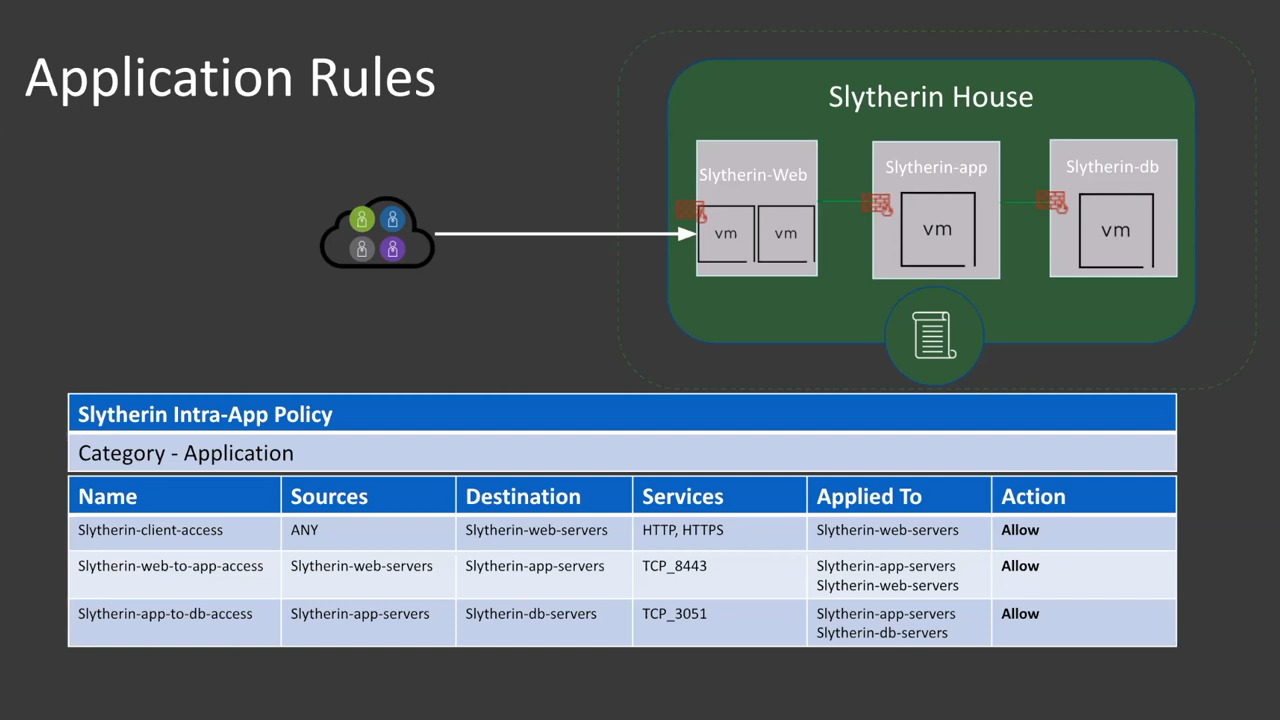 Application Rules
Slytherin House
Slytherin-Web
Slytherin-app
Slytherin-db
vm
vm
vm
vm
Slytherin Intra-App Policy
Category - Application
Name Sources Destination Services Applied To Action
Slytherin-client-access ANY Slytherin-web-servers HTTP, HTTPS Slytherin-web-servers Allow
Slytherin-web-to-app-access Slytherin-web-servers Slytherin-app-servers TCP_8443 Slytherin-app-servers Allow
Slytherin-web-servers
Slytherin-app-to-db-access Slytherin-app-servers Slytherin-db-servers TCP_3051 Slytherin-app-servers Allow
Slytherin-db-servers